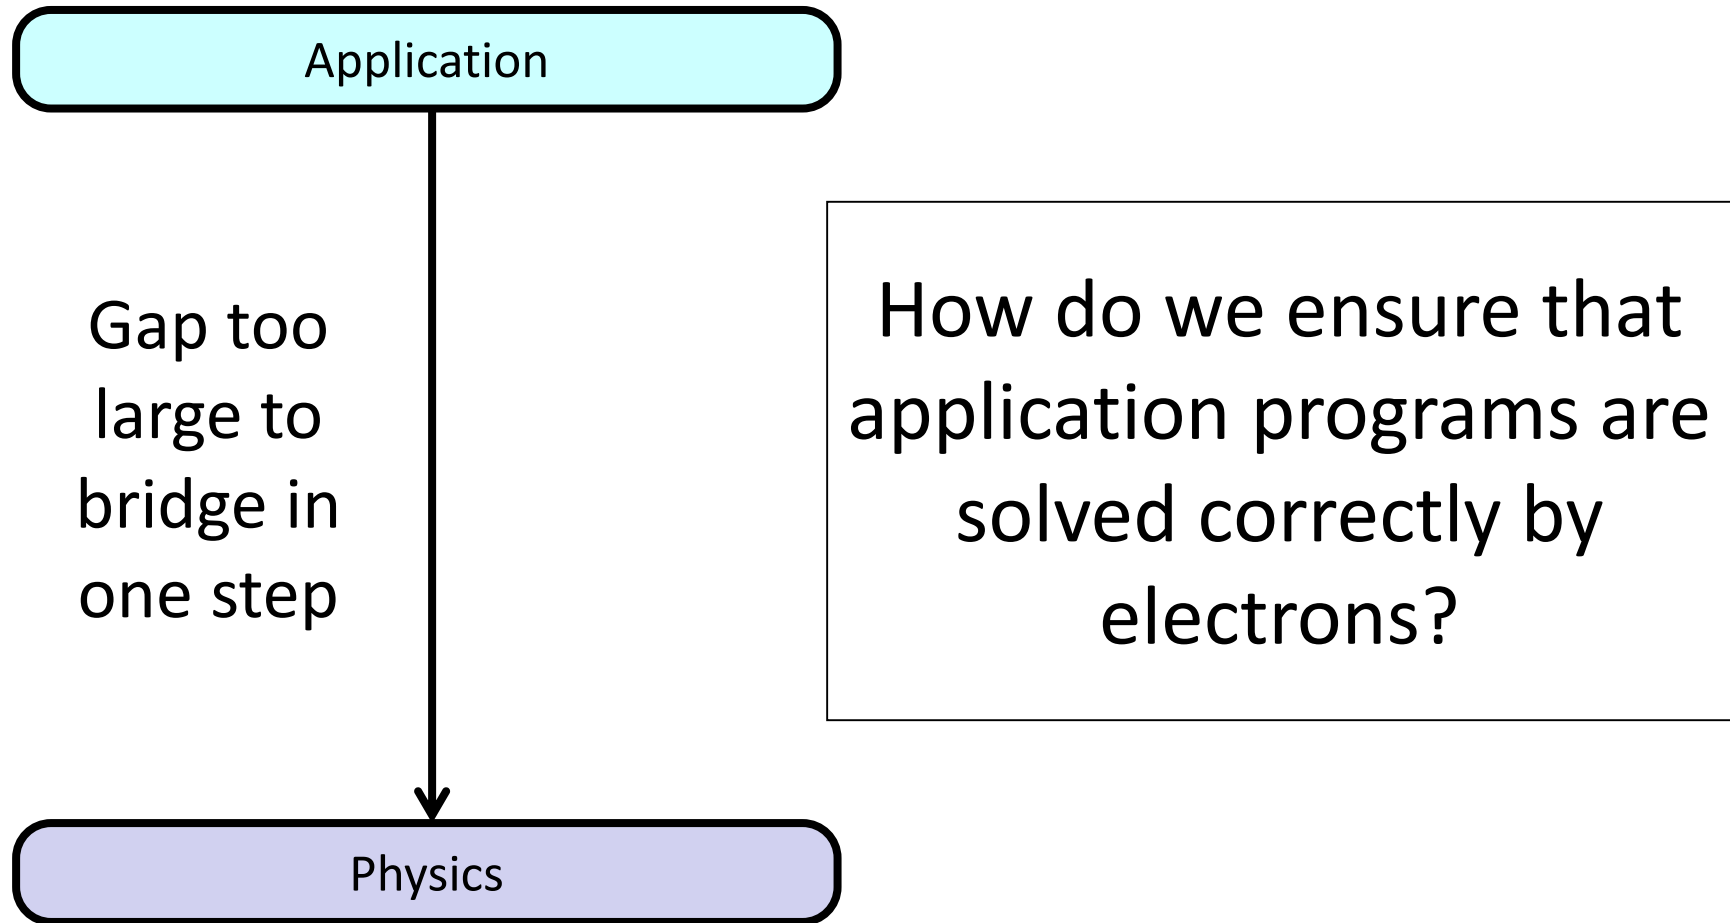 Application
Gap too
large to
bridge in
one step
How do we ensure that
application programs are
solved correctly by
electrons?
Physics